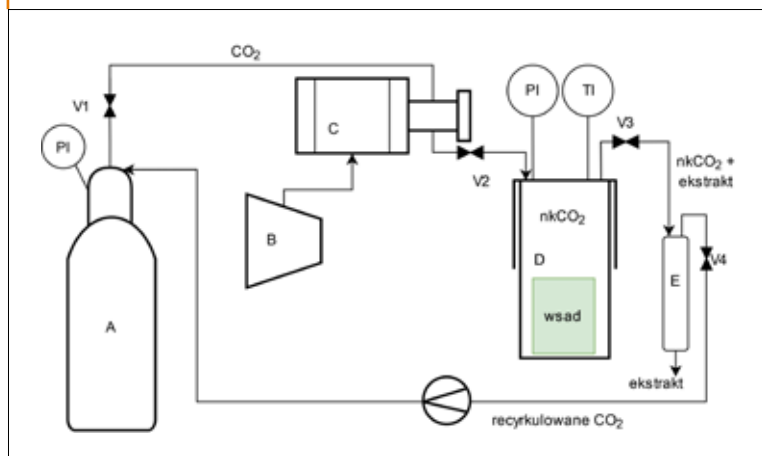 CO₂
V1
PI
C
V2
PI
TI
V3
nkCO₂ +
ekstrakt
B
nkCO₂
D
wsad
E
V4
A
ekstrakt
recyrkulowane CO₂